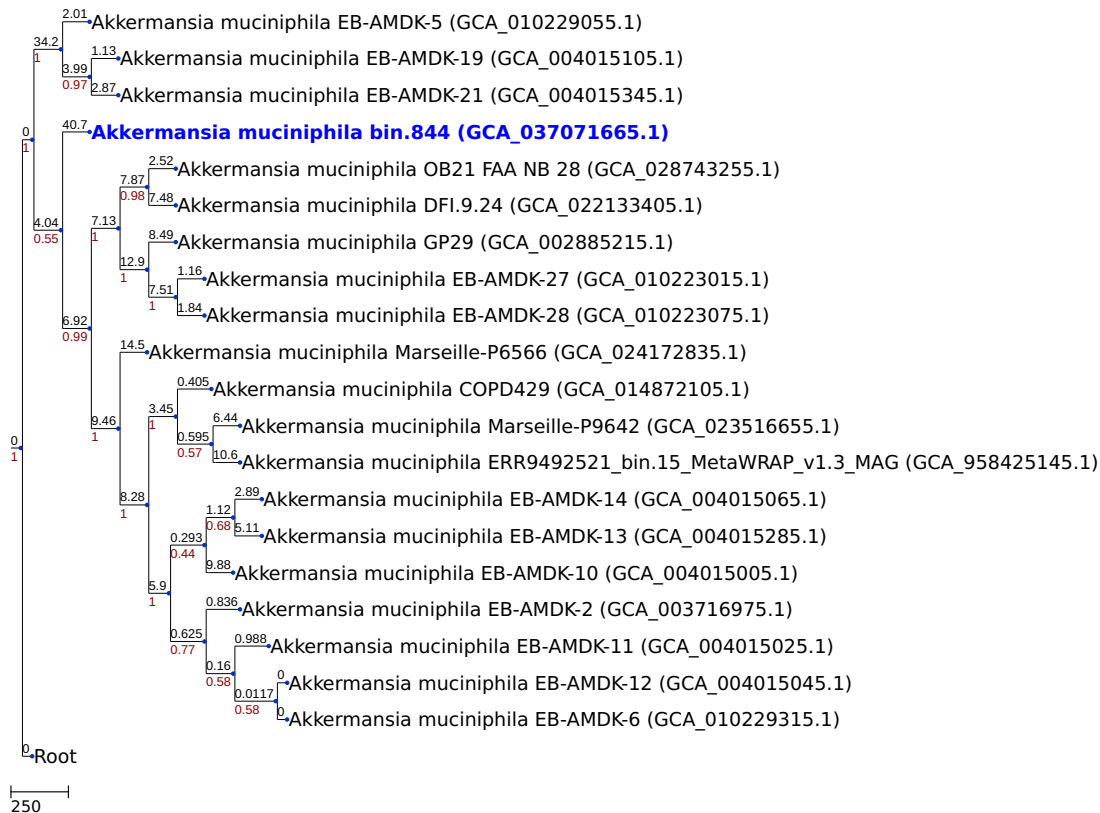 2.01
Akkermansia muciniphila EB-AMDK-5 (GCA_010229055.1)
34.2
1
1.13
Akkermansia muciniphila EB-AMDK-19 (GCA_004015105.1)
3.99
0.97
2.87
Akkermansia muciniphila EB-AMDK-21 (GCA_004015345.1)
0
1
40.7
Akkermansia muciniphila bin.844 (GCA_037071665.1)
2.52
Akkermansia muciniphila OB21 FAA NB 28 (GCA_028743255.1)
7.87
0.98
7.48
Akkermansia muciniphila DFI.9.24 (GCA_022133405.1)
4.04
0.55
7.13
1
8.49
Akkermansia muciniphila GP29 (GCA_002885215.1)
12.9
1
1.16
Akkermansia muciniphila EB-AMDK-27 (GCA_010223015.1)
7.51
1
1.84
Akkermansia muciniphila EB-AMDK-28 (GCA_010223075.1)
6.92
0.99
14.5
Akkermansia muciniphila Marseille-P6566 (GCA_024172835.1)
0.405
Akkermansia muciniphila COPD429 (GCA_014872105.1)
3.45
1
9.46
1
6.44
Akkermansia muciniphila Marseille-P9642 (GCA_023516655.1)
0.595
0.57
10.6
Akkermansia muciniphila ERR9492521_bin.15_MetaWRAP_v1.3_MAG (GCA_958425145.1)
0
1
8.28
1
2.89
Akkermansia muciniphila EB-AMDK-14 (GCA_004015065.1)
1.12
0.68
5.11
Akkermansia muciniphila EB-AMDK-13 (GCA_004015285.1)
0.293
0.44
9.88
Akkermansia muciniphila EB-AMDK-10 (GCA_004015005.1)
5.9
1
0.836
Akkermansia muciniphila EB-AMDK-2 (GCA_003716975.1)
0.625
0.77
0.988
Akkermansia muciniphila EB-AMDK-11 (GCA_004015025.1)
0.16
0.58
0
Akkermansia muciniphila EB-AMDK-12 (GCA_004015045.1)
0.0117
0.58
0
Akkermansia muciniphila EB-AMDK-6 (GCA_010229315.1)
0
Root
250